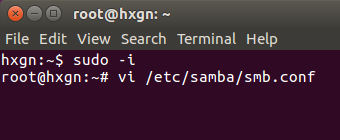 root@hxgn: ~
File Edit View Search Terminal Help
hxgn:~$ sudo -i
root@hxgn:~# vi /etc/samba/smb.conf